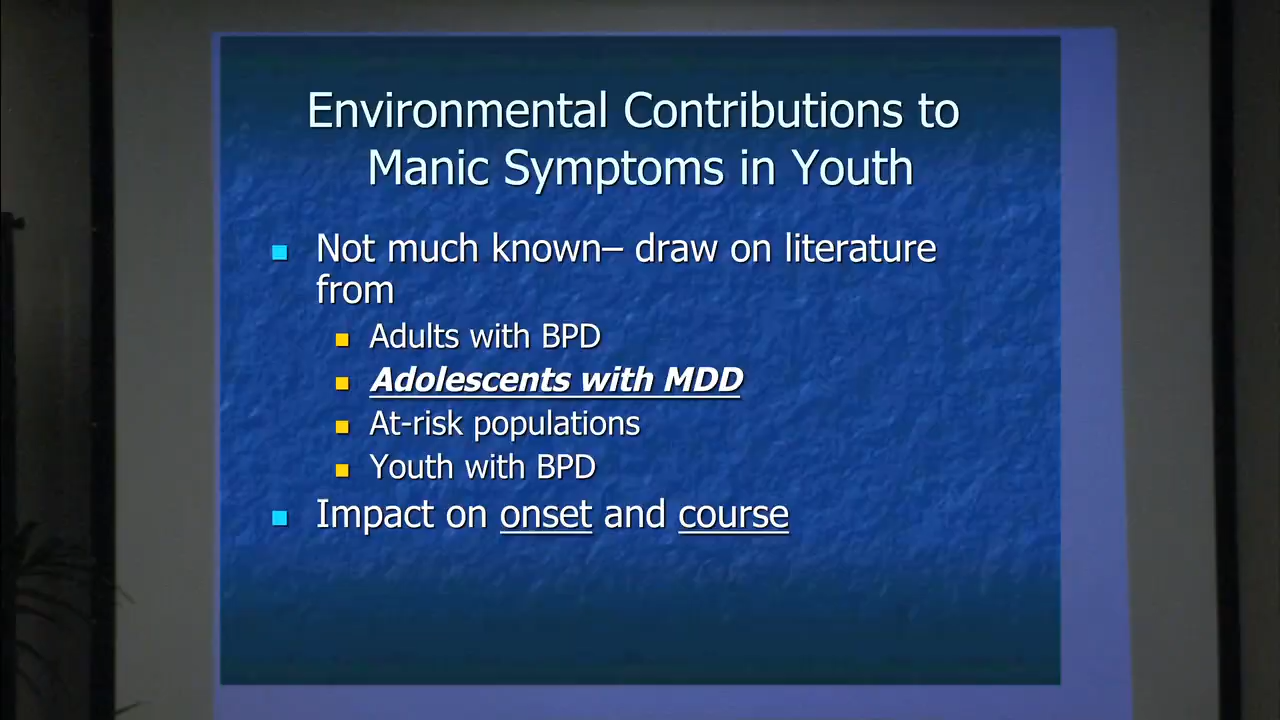 Environmental Contributions to
Manic Symptoms in Youth
Not much known– draw on literature
from
Adults with BPD
Adolescents with MDD
At-risk populations
Youth with BPD
Impact on onset and course